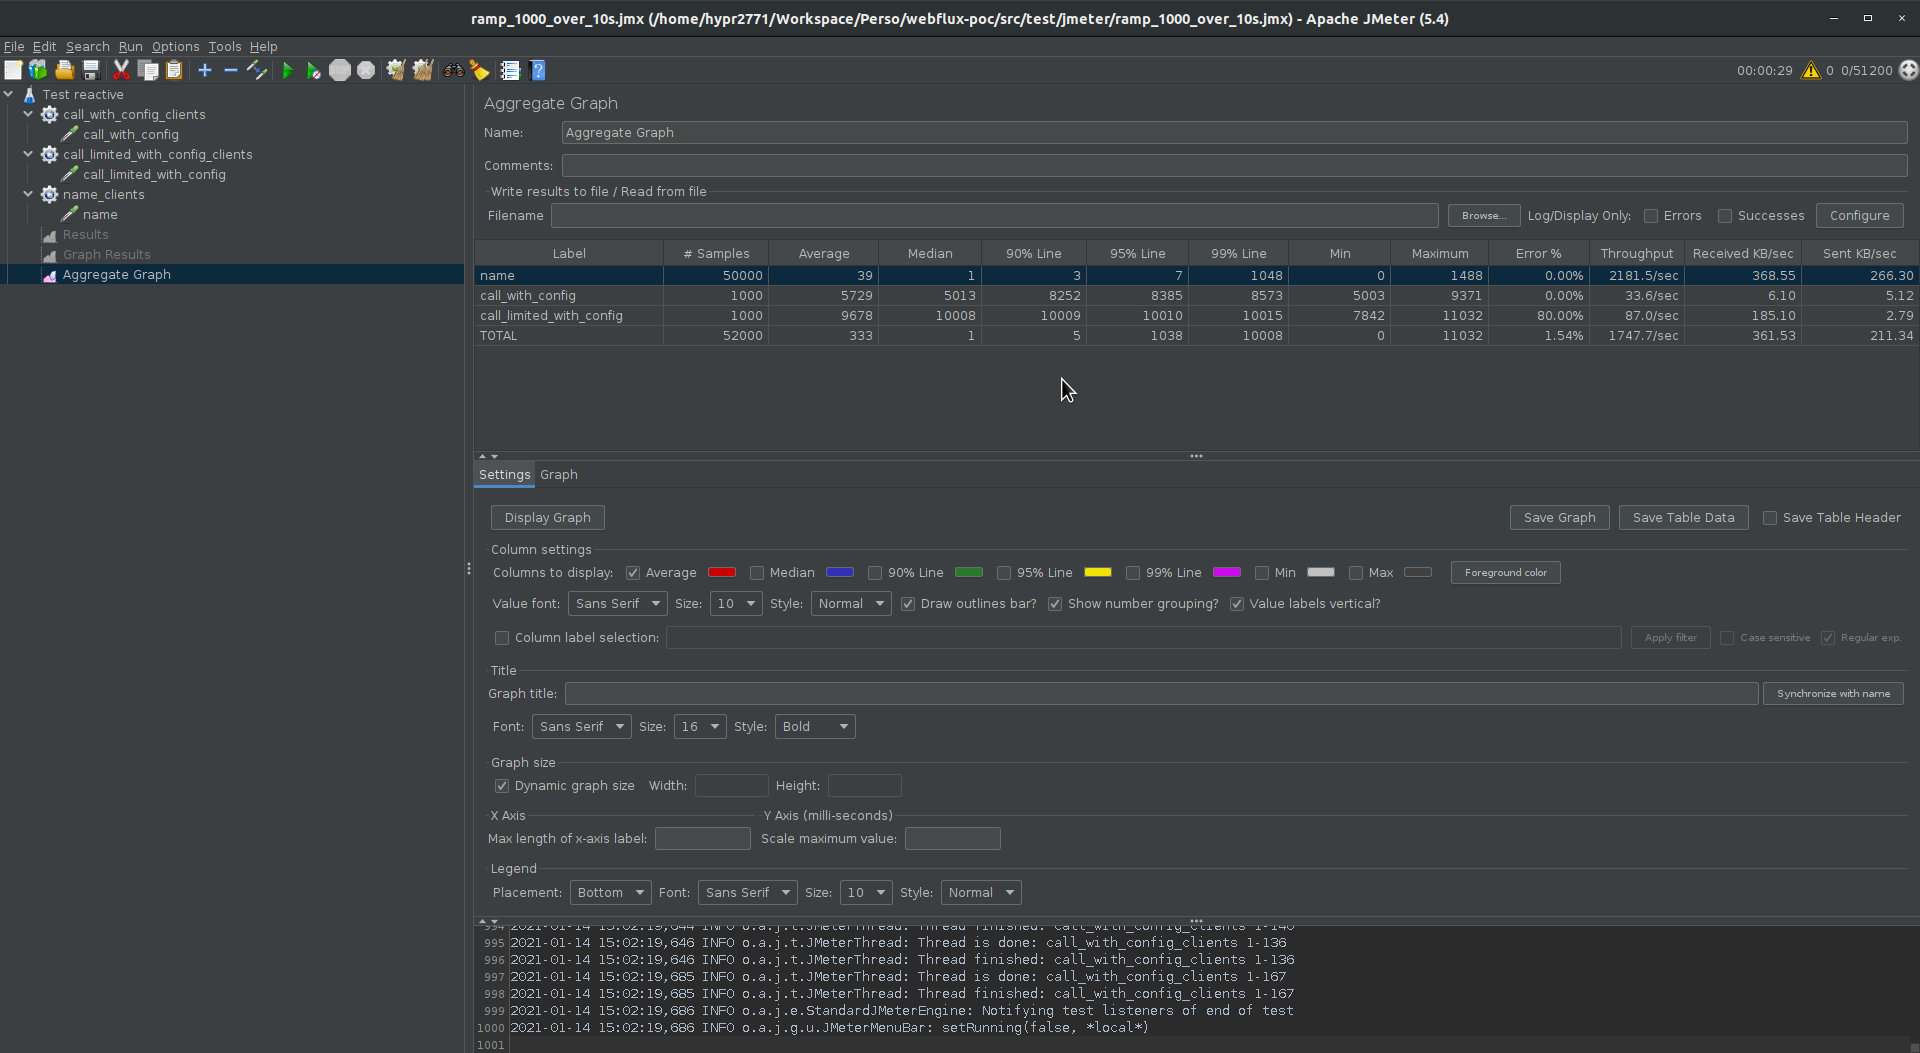 ramp_1000_over_10s.jmx (/home/hypr2771/Workspace/Perso/webflux-poc/src/test/jmeter/ramp_1000_over_10s.jmx) - Apache JMeter (5.4)
File Edit Search Run Options Tools Help
00:00:29 0 0/51200
Test reactive
call_with_config_clients
call_with_config
call_limited_with_config_clients
call_limited_with_config
name_clients
name
Results
Graph Results
Aggregate Graph
Aggregate Graph
Name: Aggregate Graph
Comments:
Write results to file / Read from file
Filename Browse... Log/Display Only: Errors Successes Configure
Label # Samples Average Median 90% Line 95% Line 99% Line Min Maximum Error % Throughput Received KB/sec Sent KB/sec
name 50000 39 1 3 7 1048 0 1488 0.00% 2181.5/sec 368.55 266.30
call_with_config 1000 5729 5013 8252 8385 8573 5003 9371 0.00% 33.6/sec 6.10 5.12
call_limited_with_config 1000 9678 10008 10009 10010 10015 7842 11032 80.00% 87.0/sec 185.10 2.79
TOTAL 52000 333 1 5 1038 10008 0 11032 1.54% 1747.7/sec 361.53 211.34
Settings Graph
Display Graph Save Graph Save Table Data Save Table Header
Column settings
Columns to display: Average Median 90% Line 95% Line 99% Line Min Max Foreground color
Value font: Sans Serif Size: 10 Style: Normal Draw outlines bar? Show number grouping? Value labels vertical?
Column label selection: Apply filter Case sensitive Regular exp.
Title
Graph title: Synchronize with name
Font: Sans Serif Size: 16 Style: Bold
Graph size
Dynamic graph size Width: Height:
X Axis Y Axis (milli-seconds)
Max length of x-axis label: Scale maximum value:
Legend
Placement: Bottom Font: Sans Serif Size: 10 Style: Normal
994 2021-01-14 15:02:19,644 INFO o.a.j.t.JMeterThread: Thread finished: call_with_config_clients 1-140
995 2021-01-14 15:02:19,646 INFO o.a.j.t.JMeterThread: Thread is done: call_with_config_clients 1-136
996 2021-01-14 15:02:19,646 INFO o.a.j.t.JMeterThread: Thread finished: call_with_config_clients 1-136
997 2021-01-14 15:02:19,685 INFO o.a.j.t.JMeterThread: Thread is done: call_with_config_clients 1-167
998 2021-01-14 15:02:19,685 INFO o.a.j.t.JMeterThread: Thread finished: call_with_config_clients 1-167
999 2021-01-14 15:02:19,686 INFO o.a.j.e.StandardJMeterEngine: Notifying test listeners of end of test
1000 2021-01-14 15:02:19,686 INFO o.a.j.g.u.JMeterMenuBar: setRunning(false, *local*)
1001